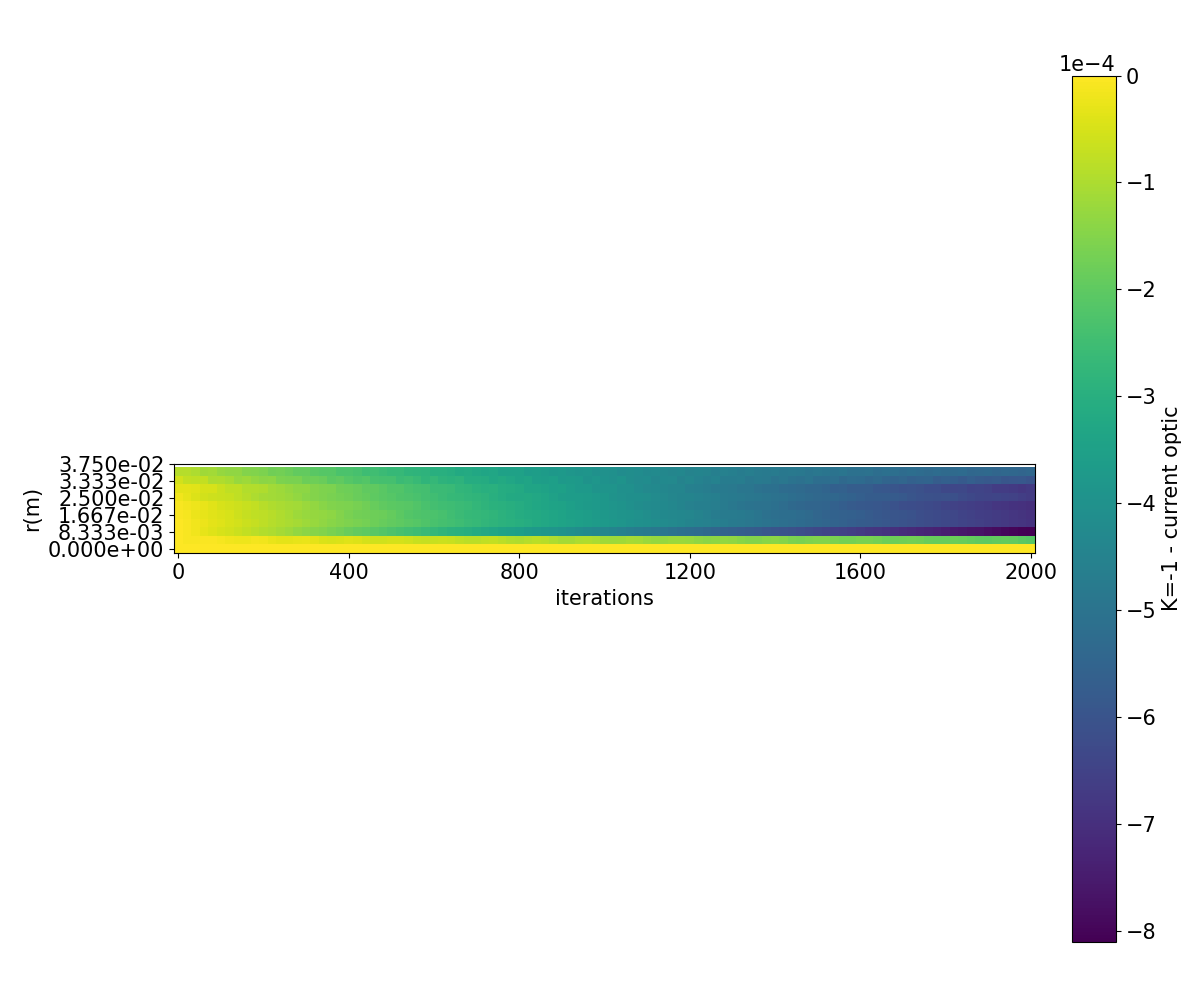 1e−4
0
−1
−2
−3
−4
−5
−6
−7
−8
K=-1 - current optic
3.750e-02
3.333e-02
2.500e-02
1.667e-02
8.333e-03
0.000e+00
r(m)
0 400 800 1200 1600 2000
iterations